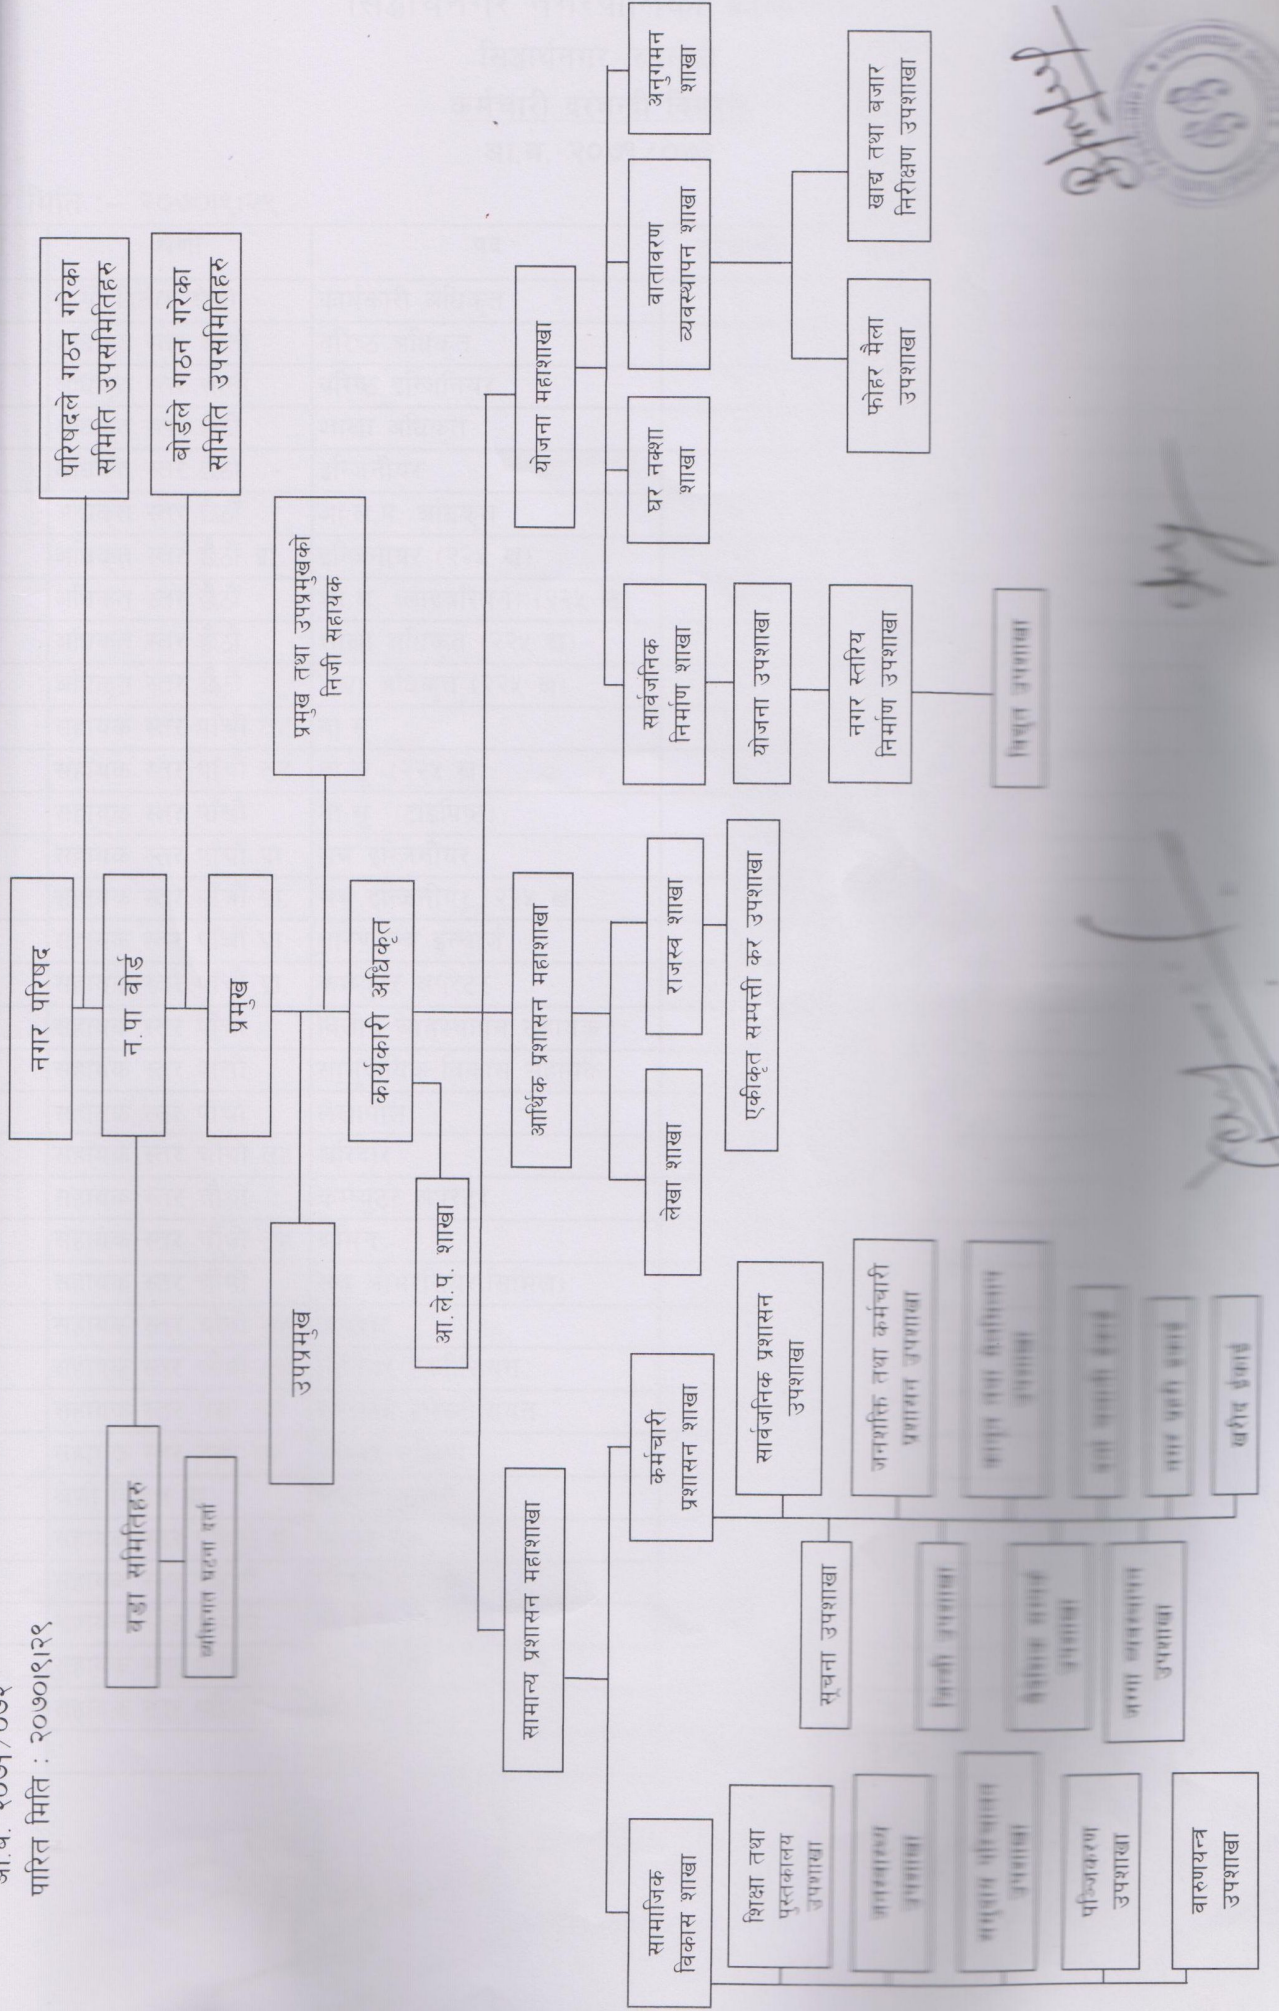 पारित मिति : २०७०।९।२९
नगर परिषद
न.पा बोर्ड
परिषदले गठन गरेका
समिति उपसमितिहरु
बोर्डले गठन गरेका
समिति उपसमितिहरु
वडा समितिहरु
व्यक्तिगत घटना दर्ता
प्रमुख
उपप्रमुख
प्रमुख तथा उपप्रमुखको
निजी सहायक
कार्यकारी अधिकृत
आ.ले.प. शाखा
सामान्य प्रशासन महाशाखा
आर्थिक प्रशासन महाशाखा
योजना महाशाखा
सामाजिक
विकास शाखा
कर्मचारी
प्रशासन शाखा
लेखा शाखा
राजस्व शाखा
सार्वजनिक
निर्माण शाखा
घर नक्शा
शाखा
वातावरण
व्यवस्थापन शाखा
अनुगमन
शाखा
शिक्षा तथा
पुस्तकालय
उपशाखा
सूचना उपशाखा
सार्वजनिक प्रशासन
उपशाखा
एकीकृत सम्पत्ती कर उपशाखा
योजना उपशाखा
फोहर मैला
उपशाखा
खाद्य तथा बजार
निरीक्षण उपशाखा
उपशाखा
जनशक्ति तथा कर्मचारी
प्रशासन उपशाखा
नगर स्तरिय
निर्माण उपशाखा
उपशाखा
उपशाखा
पञ्जिकरण
उपशाखा
उपशाखा
वारुणयन्त्र
उपशाखा